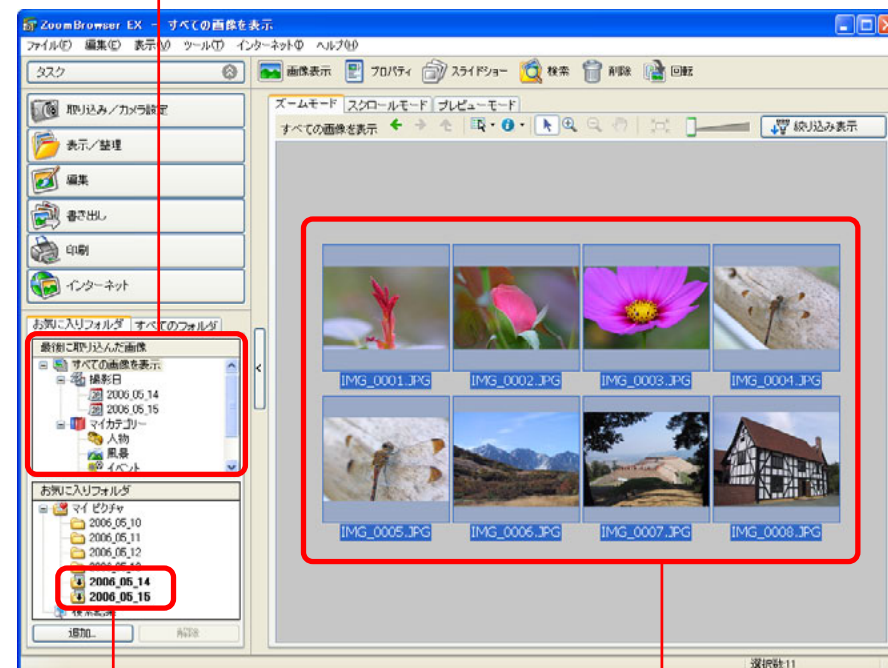 ZoomBrowser EX - すべての画像を表示
ファイル(F) 編集(E) 表示(V) ツール(T) インターネット(I) ヘルプ(H)
タスク
画像表示 プロパティ スライドショー 検索 削除 回転
取り込み／カメラ設定
表示／整理
編集
書き出し
印刷
インターネット
ズームモード スクロールモード プレビューモード
すべての画像を表示
絞り込み表示
お気に入りフォルダ すべてのフォルダ
最後に取り込んだ画像
すべての画像を表示
撮影日
2006_05_14
2006_05_15
マイカテゴリー
人物
風景
イベント
お気に入りフォルダ
マイ ピクチャ
2006_05_10
2006_05_11
2006_05_12
2006_05_14
2006_05_15
追加...
解除
IMG_0001.JPG IMG_0002.JPG IMG_0003.JPG IMG_0004.JPG
IMG_0005.JPG IMG_0006.JPG IMG_0007.JPG IMG_0008.JPG
選択数:11